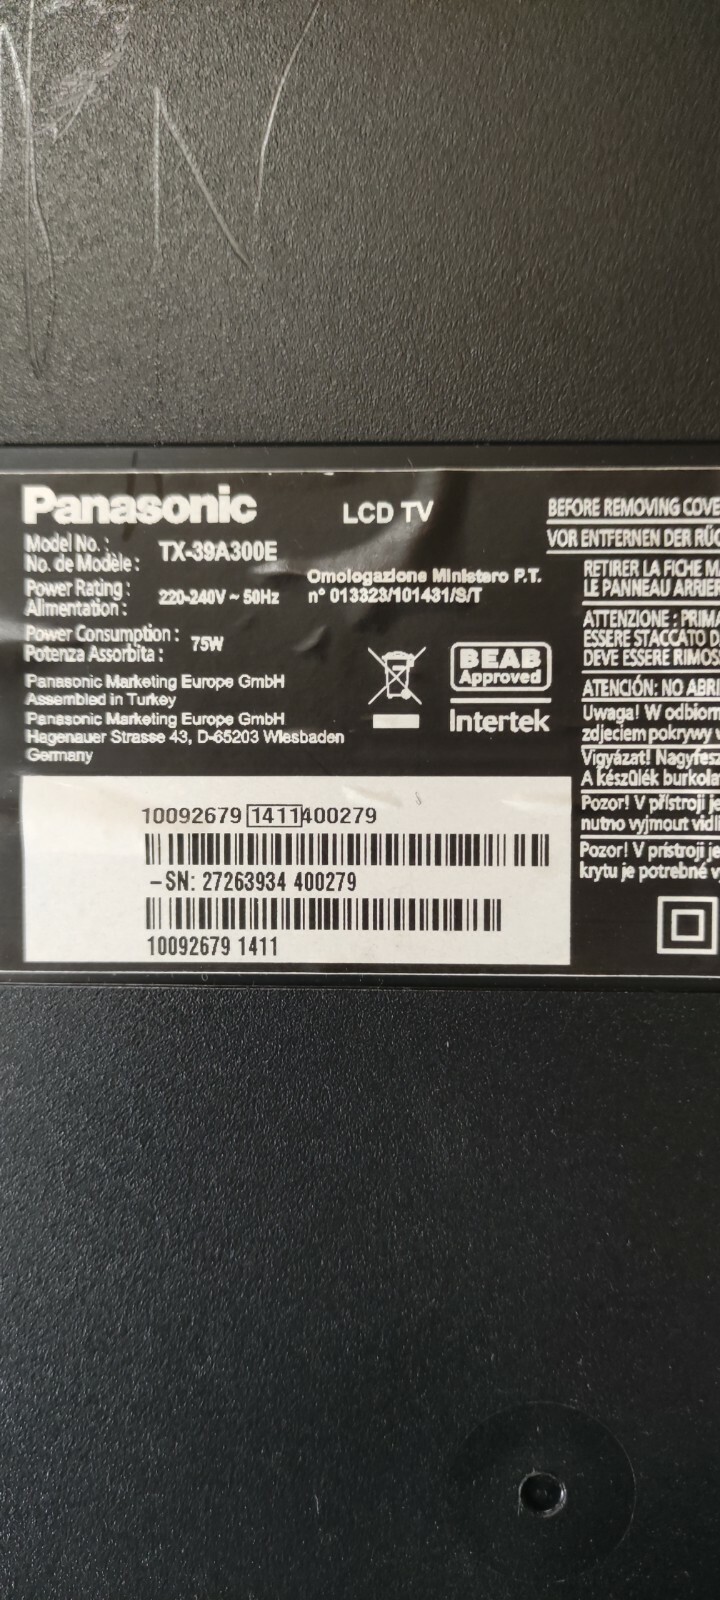 Panasonic
LCD TV
Model No. :
No. de Modèle :
TX-39A300E
Power Rating :
Alimentation :
220-240V ~ 50Hz
Omologazione Ministero P.T.
n° 013323/101431/S/T
Power Consumption :
Potenza Assorbita :
75W
Panasonic Marketing Europe GmbH
Assembled in Turkey
Panasonic Marketing Europe GmbH
Hagenauer Strasse 43, D-65203 Wiesbaden
Germany
BEAB
Approved
Intertek
10092679 1411400279
-SN: 27263934 400279
10092679 1411
BEFORE REMOVING COVE
VOR ENTFERNEN DER RÜC
RETIRER LA FICHE MA
LE PANNEAU ARRIER
ATTENZIONE : PRIMA
ESSERE STACCATO D
DEVE ESSERE RIMOSS
ATENCIÓN: NO ABRI
Uwaga! W odbiorn
zdjeciem pokrywy w
Vigyázat! Nagyfesz
A készülék burkola
Pozor! V přístroji je
nutno vyjmout vidli
Pozor! V prístroji je
krytu je potrebné v